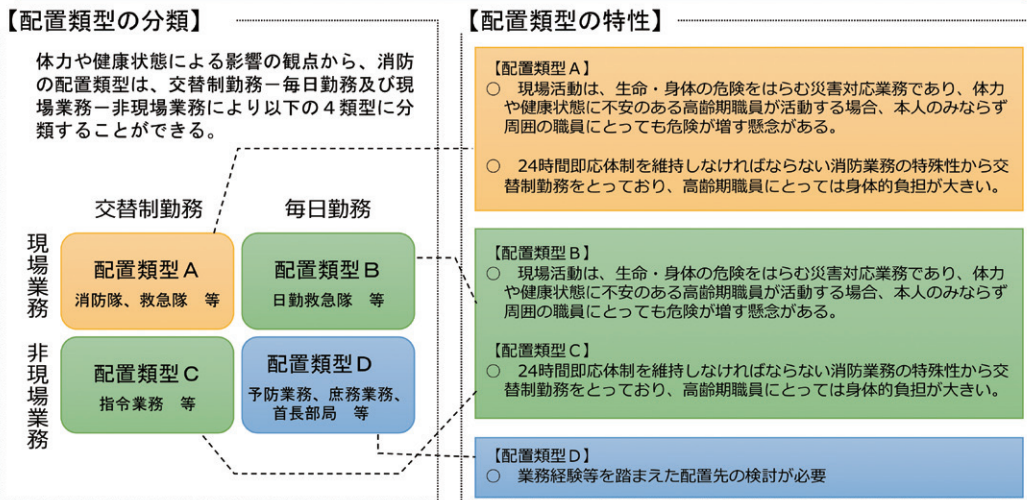 【配置類型の分類】
体力や健康状態による影響の観点から、消防
の配置類型は、交替制勤務ー毎日勤務及び現
場業務ー非現場業務により以下の４類型に分
類することができる。
交替制勤務
毎日勤務
現場業務
配置類型Ａ
消防隊、救急隊　等
配置類型Ｂ
日勤救急隊　等
非現場業務
配置類型Ｃ
指令業務　等
配置類型Ｄ
予防業務、庶務業務、
首長部局　等
【配置類型の特性】
【配置類型Ａ】
○　現場活動は、生命・身体の危険をはらむ災害対応業務であり、体力
や健康状態に不安のある高齢期職員が活動する場合、本人のみならず
周囲の職員にとっても危険が増す懸念がある。
○　24時間即応体制を維持しなければならない消防業務の特殊性から交
替制勤務をとっており、高齢期職員にとっては身体的負担が大きい。
【配置類型Ｂ】
○　現場活動は、生命・身体の危険をはらむ災害対応業務であり、体力
や健康状態に不安のある高齢期職員が活動する場合、本人のみならず
周囲の職員にとっても危険が増す懸念がある。
【配置類型Ｃ】
○　24時間即応体制を維持しなければならない消防業務の特殊性から交
替制勤務をとっており、高齢期職員にとっては身体的負担が大きい。
【配置類型Ｄ】
○　業務経験等を踏まえた配置先の検討が必要